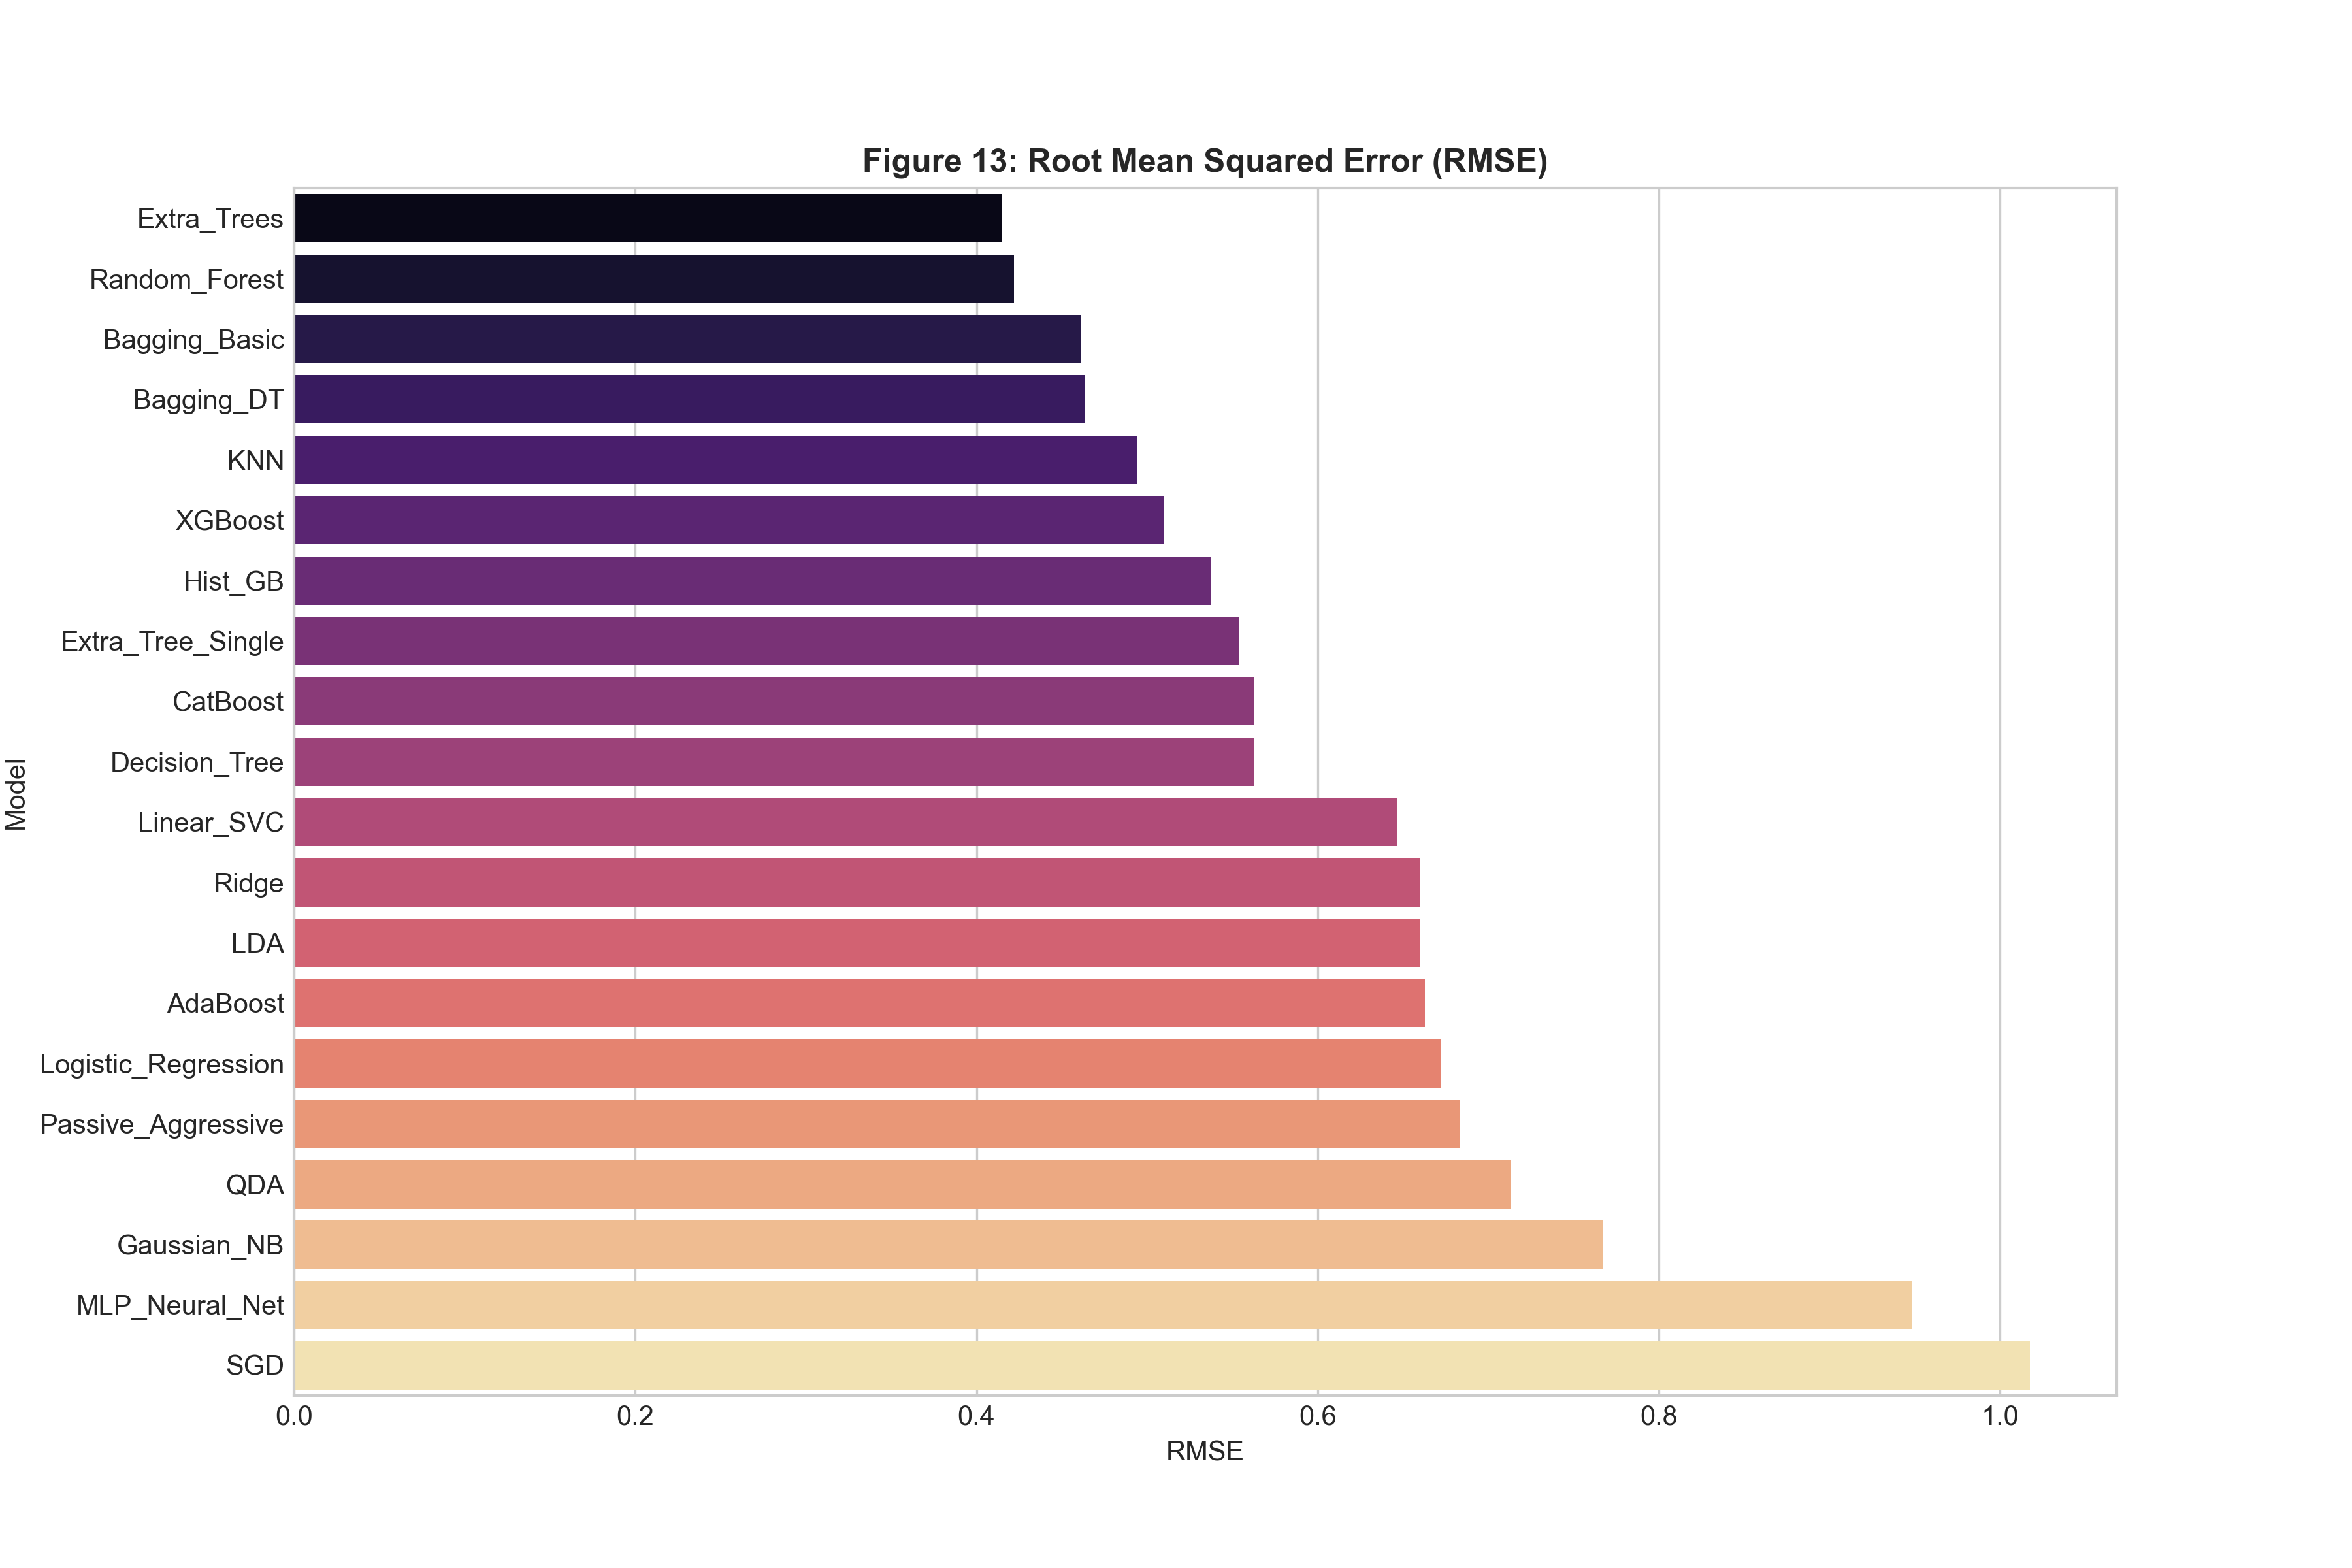 Figure 13: Root Mean Squared Error (RMSE)
Extra_Trees
Random_Forest
Bagging_Basic
Bagging_DT
KNN
XGBoost
Hist_GB
Extra_Tree_Single
CatBoost
Decision_Tree
Linear_SVC
Ridge
LDA
AdaBoost
Logistic_Regression
Passive_Aggressive
QDA
Gaussian_NB
MLP_Neural_Net
SGD
Model
0.0 0.2 0.4 0.6 0.8 1.0
RMSE